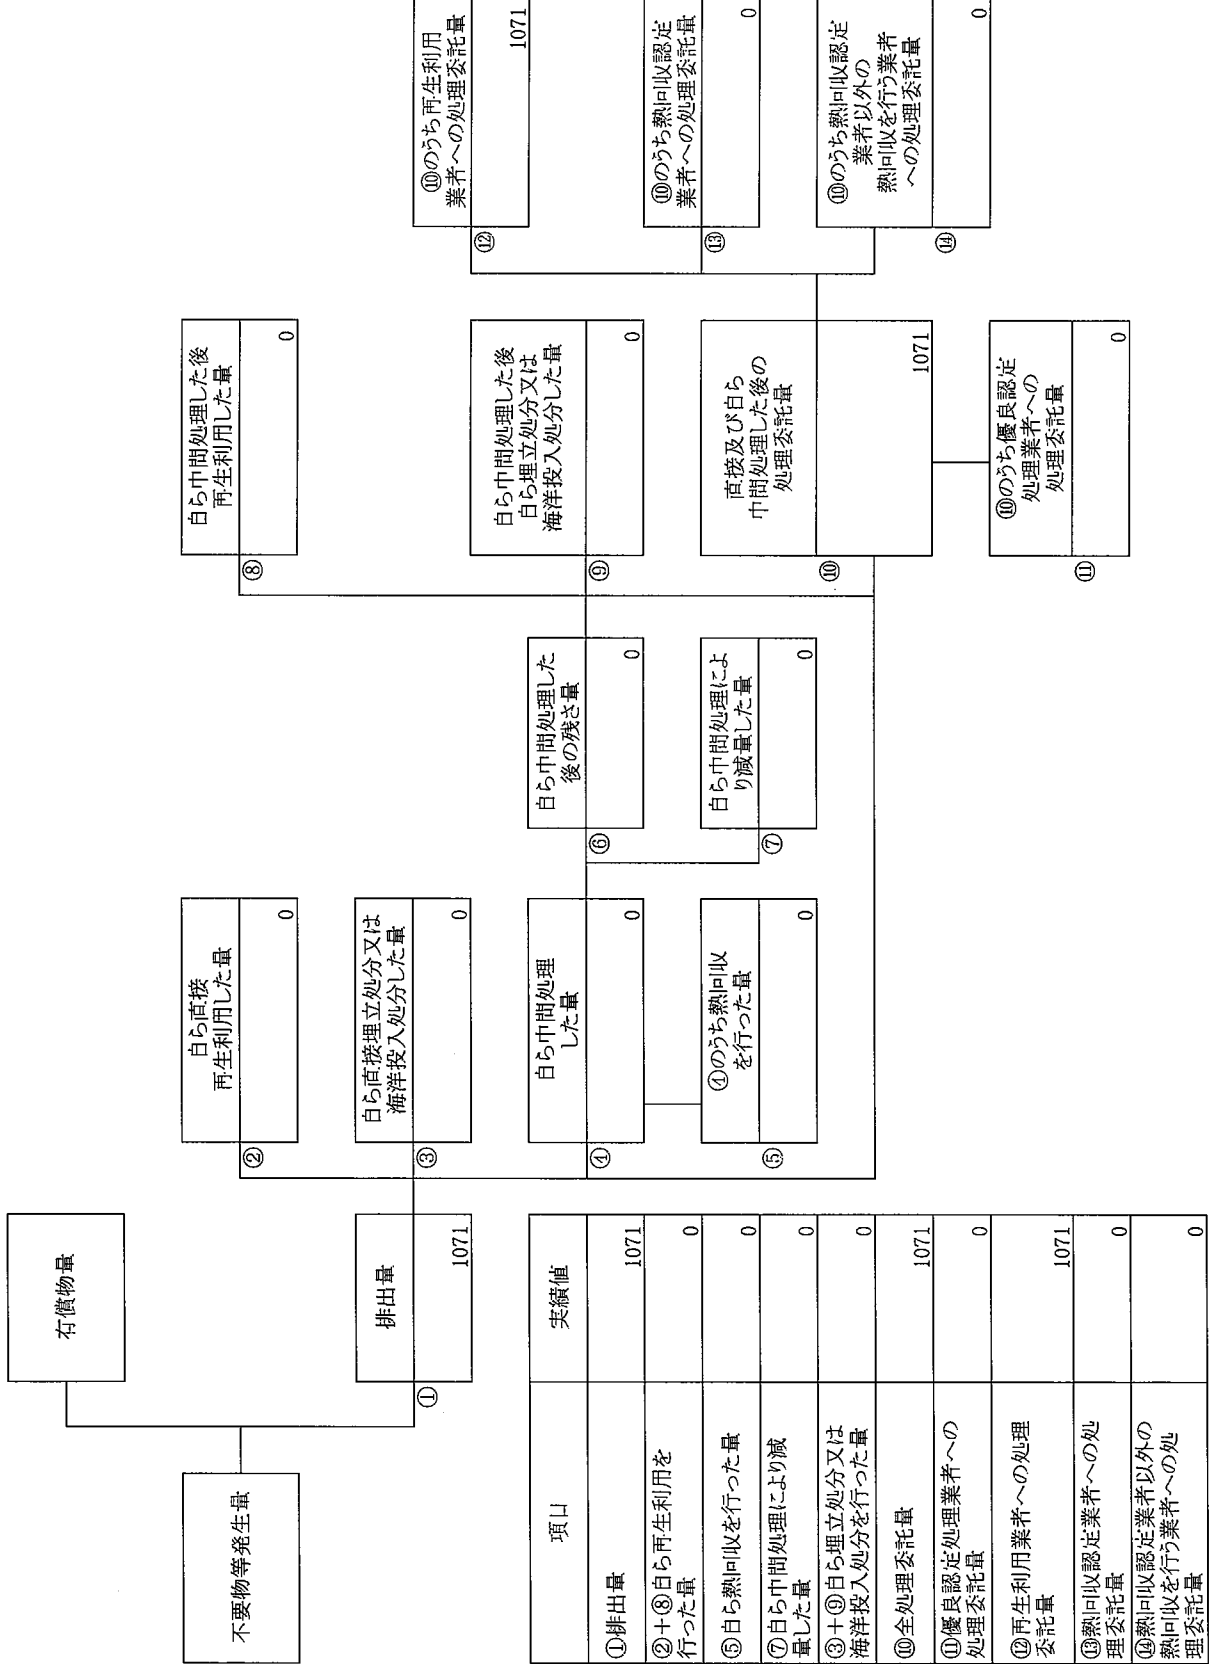 不要物等発生量
有償物量
排出量
①
1071
自ら直接
再生利用した量
②
0
自ら直接埋立処分又は
海洋投入処分した量
③
0
自ら中間処理
した量
④
0
④のうち熱回収
を行った量
⑤
0
自ら中間処理した
後の残さ量
⑥
0
自ら中間処理によ
り減量した量
⑦
0
自ら中間処理した後
再生利用した量
⑧
0
自ら中間処理した後
自ら埋立処分又は
海洋投入処分した量
⑨
0
直接及び自ら
中間処理した後の
処理委託量
⑩
1071
⑩のうち優良認定
処理業者への
処理委託量
⑪
0
⑩のうち再生利用
業者への処理委託量
⑫
1071
⑩のうち熱回収認定
業者への処理委託量
⑬
0
⑩のうち熱回収認定
業者以外の
熱回収を行う業者
への処理委託量
⑭
0
項目 実績値
①排出量 1071
②+⑧自ら再生利用を
行った量 0
⑤自ら熱回収を行った量 0
⑦自ら中間処理により減
量した量 0
③+⑨自ら埋立処分又は
海洋投入処分を行った量 0
⑩全処理委託量 1071
⑪優良認定処理業者への
処理委託量 0
⑫再生利用業者への処理
委託量 1071
⑬熱回収認定業者への処
理委託量 0
⑭熱回収認定業者以外の
熱回収を行う業者への処
理委託量 0